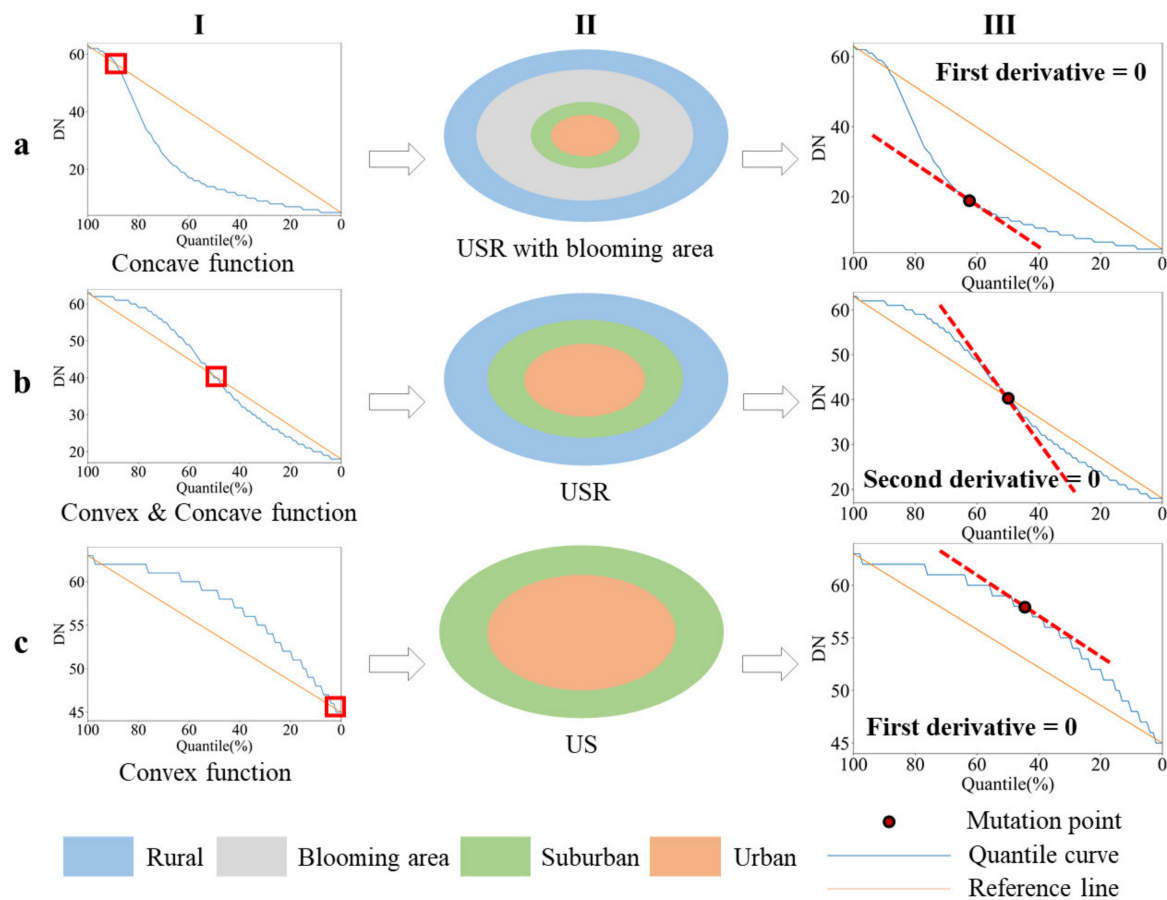 I II III
a
60
40
20
DN
100 80 60 40 20 0
Quantile(%)
Concave function
USR with blooming area
First derivative = 0
60
40
20
DN
100 80 60 40 20 0
Quantile(%)
b
60
50
40
30
20
DN
100 80 60 40 20 0
Quantile(%)
Convex & Concave function
USR
60
50
40
30
20
DN
Second derivative = 0
100 80 60 40 20 0
Quantile(%)
c
60
55
50
45
DN
100 80 60 40 20 0
Quantile(%)
Convex function
US
60
55
50
45
DN
First derivative = 0
100 80 60 40 20 0
Quantile(%)
Rural Blooming area Suburban Urban
Mutation point
Quantile curve
Reference line